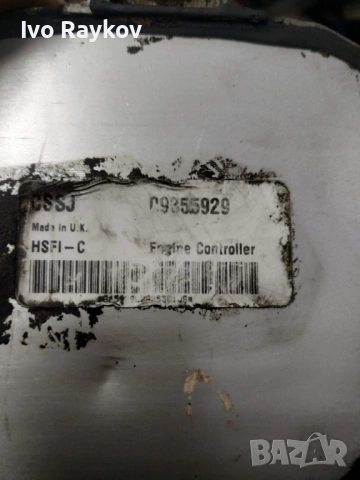 Ivo Raykov
CSSJ 09355929
Made in U.K.
HSFI-C Engine Controller
BAZAR